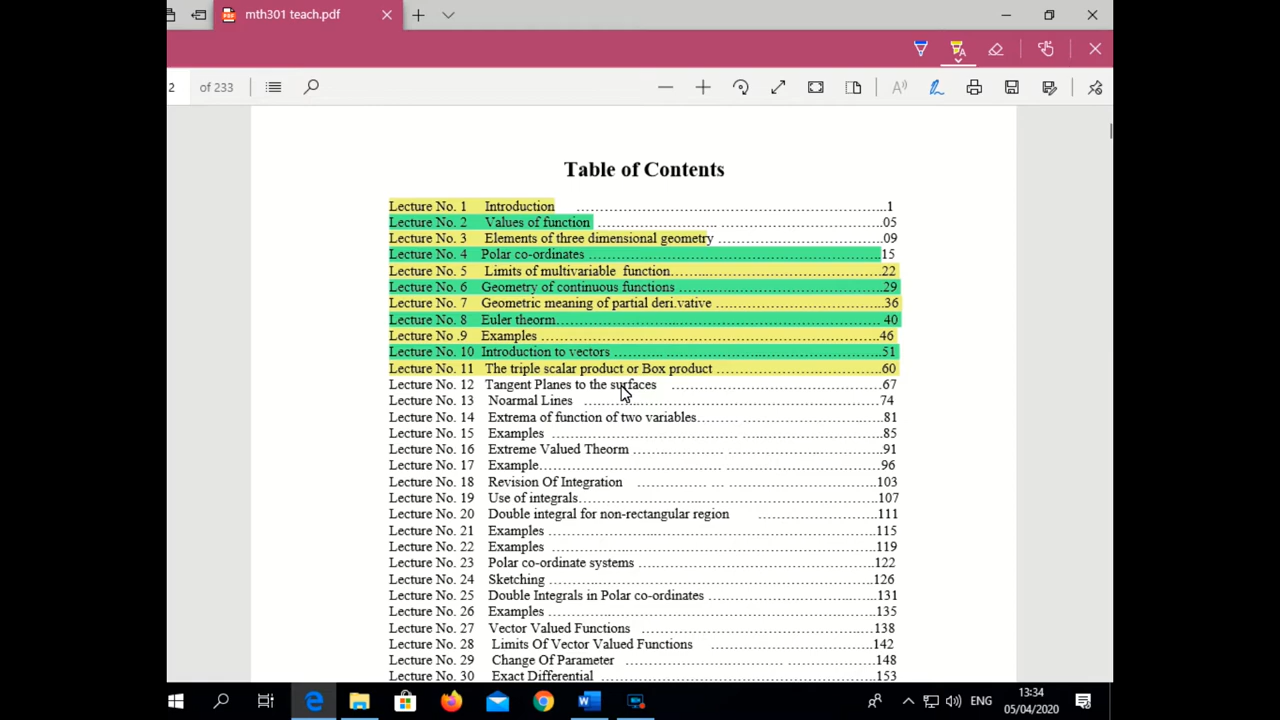 mth301 teach.pdf
2 of 233
Table of Contents
Lecture No. 1 Introduction ........................................................................1
Lecture No. 2 Values of function ........................................................................05
Lecture No. 3 Elements of three dimensional geometry ........................................09
Lecture No. 4 Polar co-ordinates ........................................................................15
Lecture No. 5 Limits of multivariable function........................................................22
Lecture No. 6 Geometry of continuous functions ........................................................29
Lecture No. 7 Geometric meaning of partial deri.vative ........................................36
Lecture No. 8 Euler theorm........................................................................ 40
Lecture No .9 Examples ........................................................................46
Lecture No. 10 Introduction to vectors ........................................................................51
Lecture No. 11 The triple scalar product or Box product ........................................60
Lecture No. 12 Tangent Planes to the surfaces ........................................................67
Lecture No. 13 Noarmal Lines ........................................................................ 74
Lecture No. 14 Extrema of function of two variables........ ........................................81
Lecture No. 15 Examples ........................................................................85
Lecture No. 16 Extreme Valued Theorm ........................................................................91
Lecture No. 17 Example........................................................................96
Lecture No. 18 Revision Of Integration ........................................................103
Lecture No. 19 Use of integrals........................................................................107
Lecture No. 20 Double integral for non-rectangular region ........................................111
Lecture No. 21 Examples ........................................................................115
Lecture No. 22 Examples ........................................................................119
Lecture No. 23 Polar co-ordinate systems ........................................................122
Lecture No. 24 Sketching ........................................................................126
Lecture No. 25 Double Integrals in Polar co-ordinates ........................................131
Lecture No. 26 Examples ........................................................................135
Lecture No. 27 Vector Valued Functions ........................................................138
Lecture No. 28 Limits Of Vector Valued Functions ........................................142
Lecture No. 29 Change Of Parameter ........................................................148
Lecture No. 30 Exact Differential ........................................................153
ENG
13:34
05/04/2020